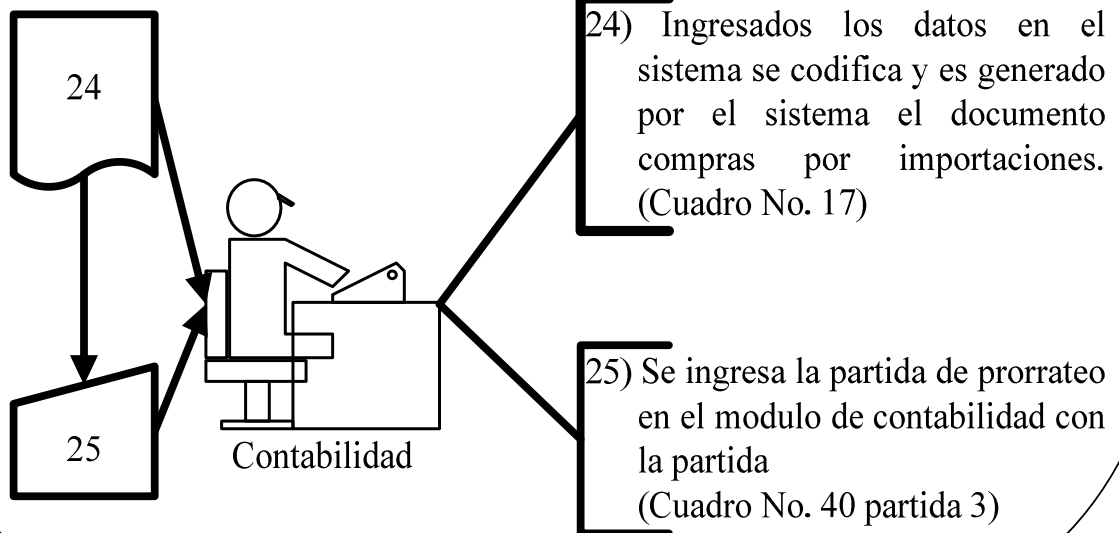 24
24) Ingresados los datos en el
sistema se codifica y es generado
por el sistema el documento
compras por importaciones.
(Cuadro No. 17)
25
Contabilidad
25) Se ingresa la partida de prorrateo
en el modulo de contabilidad con
la partida
(Cuadro No. 40 partida 3)